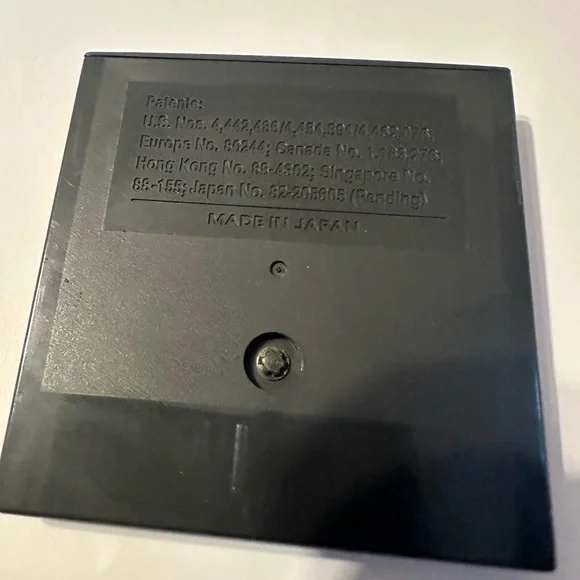 Patents:
U.S. Nos. 4,442,486/4,454,594/4,462,076;
Europe No. 80244; Canada No. 1,183,276;
Hong Kong No. 88-4302; Singapore No.
88-155; Japan No. 82-205905 (Pending)
MADE IN JAPAN